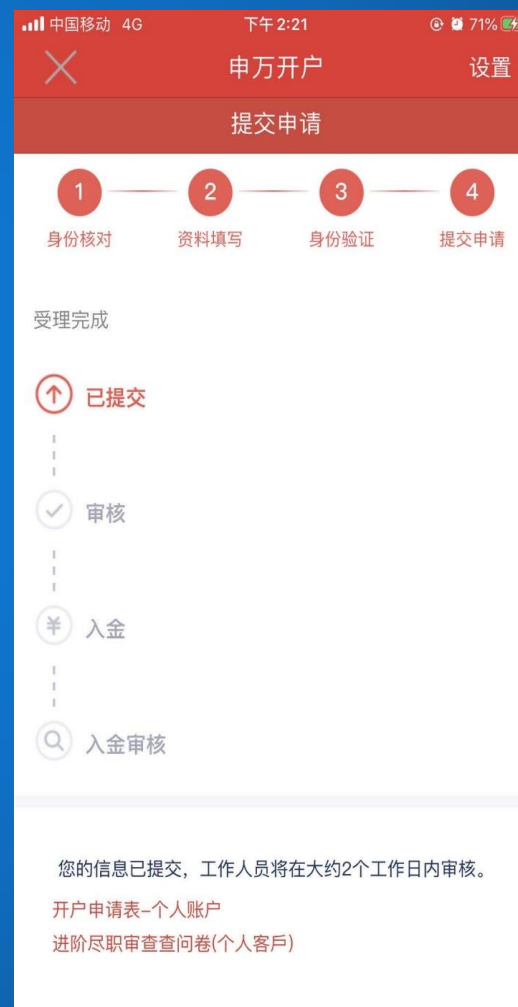 中国移动 4G 下午 2:21 71%
申万开户 设置
提交申请
1 2 3 4
身份核对 资料填写 身份验证 提交申请
受理完成
已提交
审核
¥ 入金
入金审核
您的信息已提交，工作人员将在大约2个工作日内审核。
开户申请表–个人账户
进阶尽职审查查问卷(个人客戶)